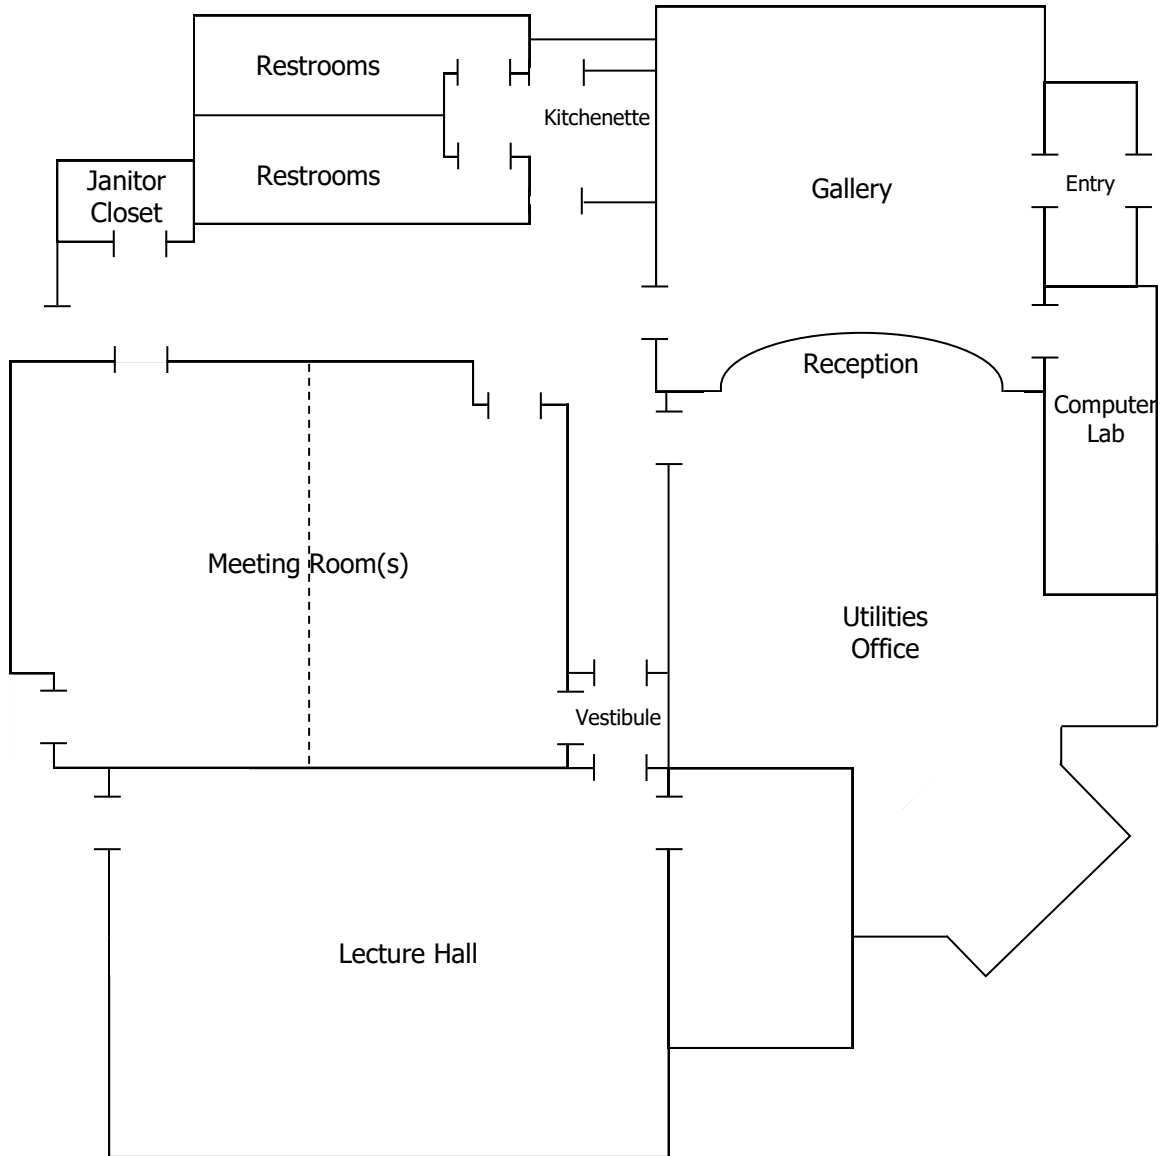 Restrooms
Kitchenette
Restrooms
Janitor
Closet
Gallery
Entry
Reception
Computer
Lab
Meeting Room(s)
Utilities
Office
Vestibule
Lecture Hall